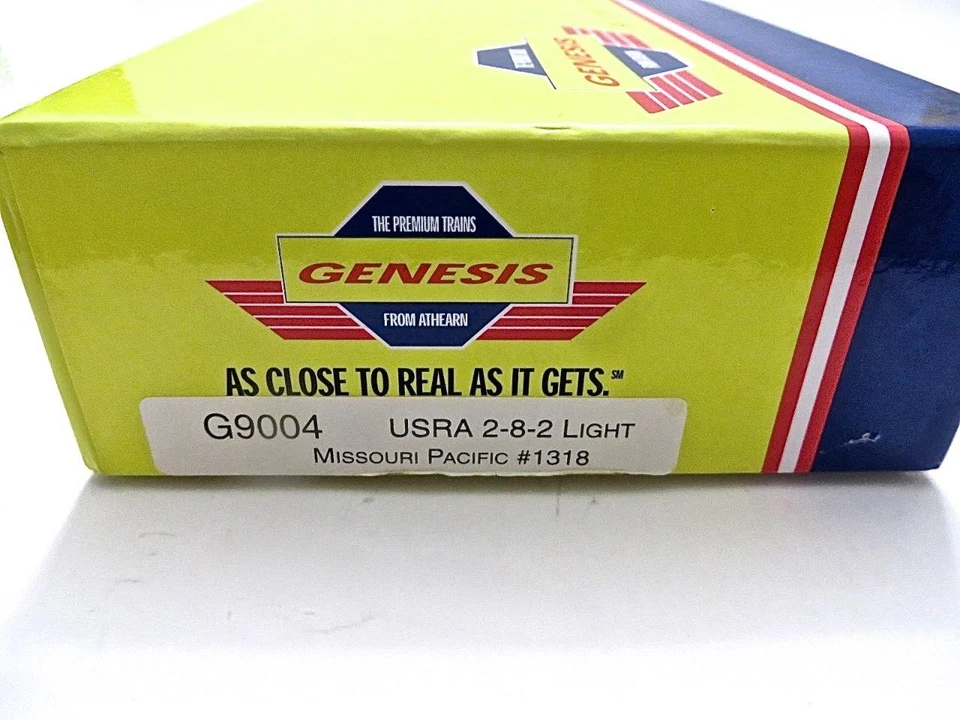 GENESIS
THE PREMIUM TRAINS
GENESIS
FROM ATHEARN
AS CLOSE TO REAL AS IT GETS.℠
G9004 USRA 2-8-2 LIGHT
MISSOURI PACIFIC #1318